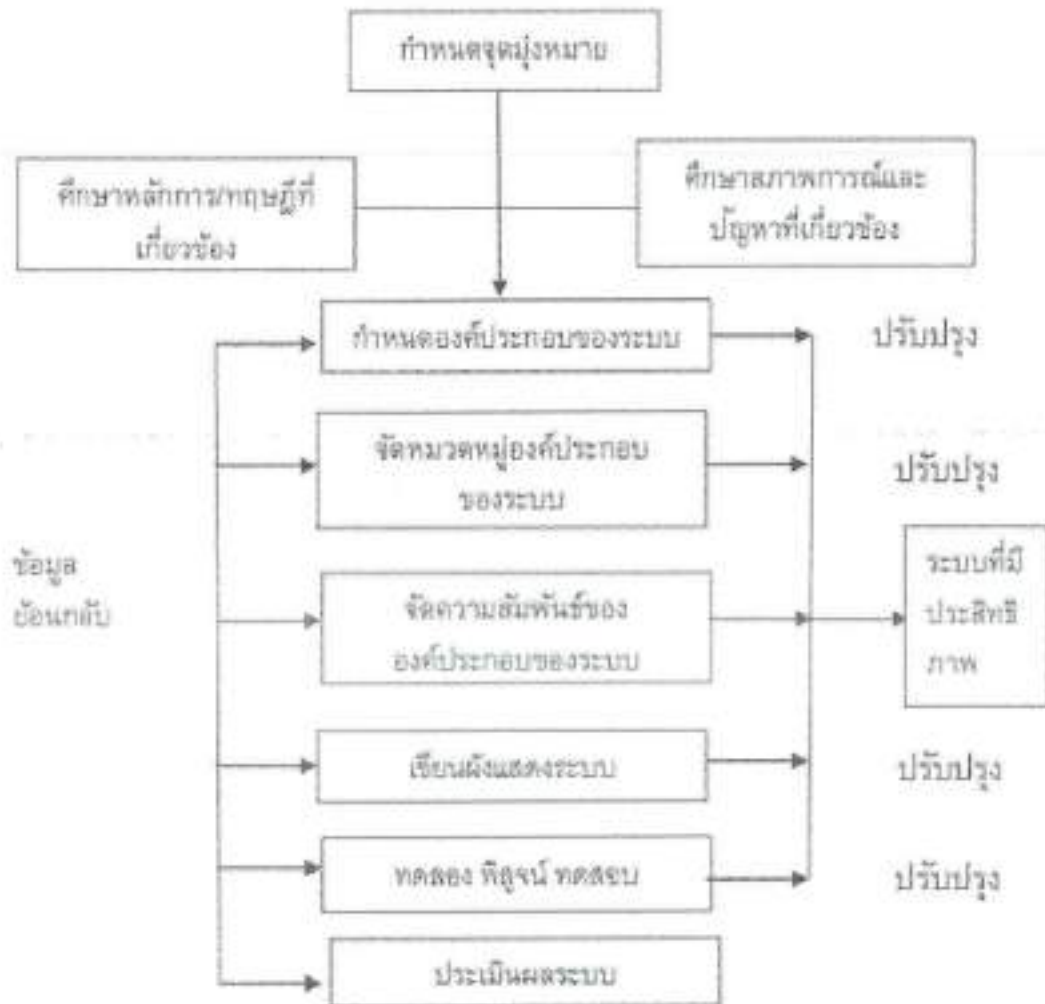 กำหนดจุดมุ่งหมาย
ศึกษาหลักการ/ทฤษฎีที่
เกี่ยวข้อง
ศึกษาสภาพการณ์และ
ปัญหาที่เกี่ยวข้อง
กำหนดองค์ประกอบของระบบ
ปรับปรุง
จัดหมวดหมู่องค์ประกอบ
ของระบบ
ปรับปรุง
ข้อมูล
ย้อนกลับ
จัดความสัมพันธ์ของ
องค์ประกอบของระบบ
ระบบที่มี
ประสิทธิ
ภาพ
เขียนผังแสดงระบบ
ปรับปรุง
ทดลอง พิสูจน์ ทดสอบ
ปรับปรุง
ประเมินผลระบบ